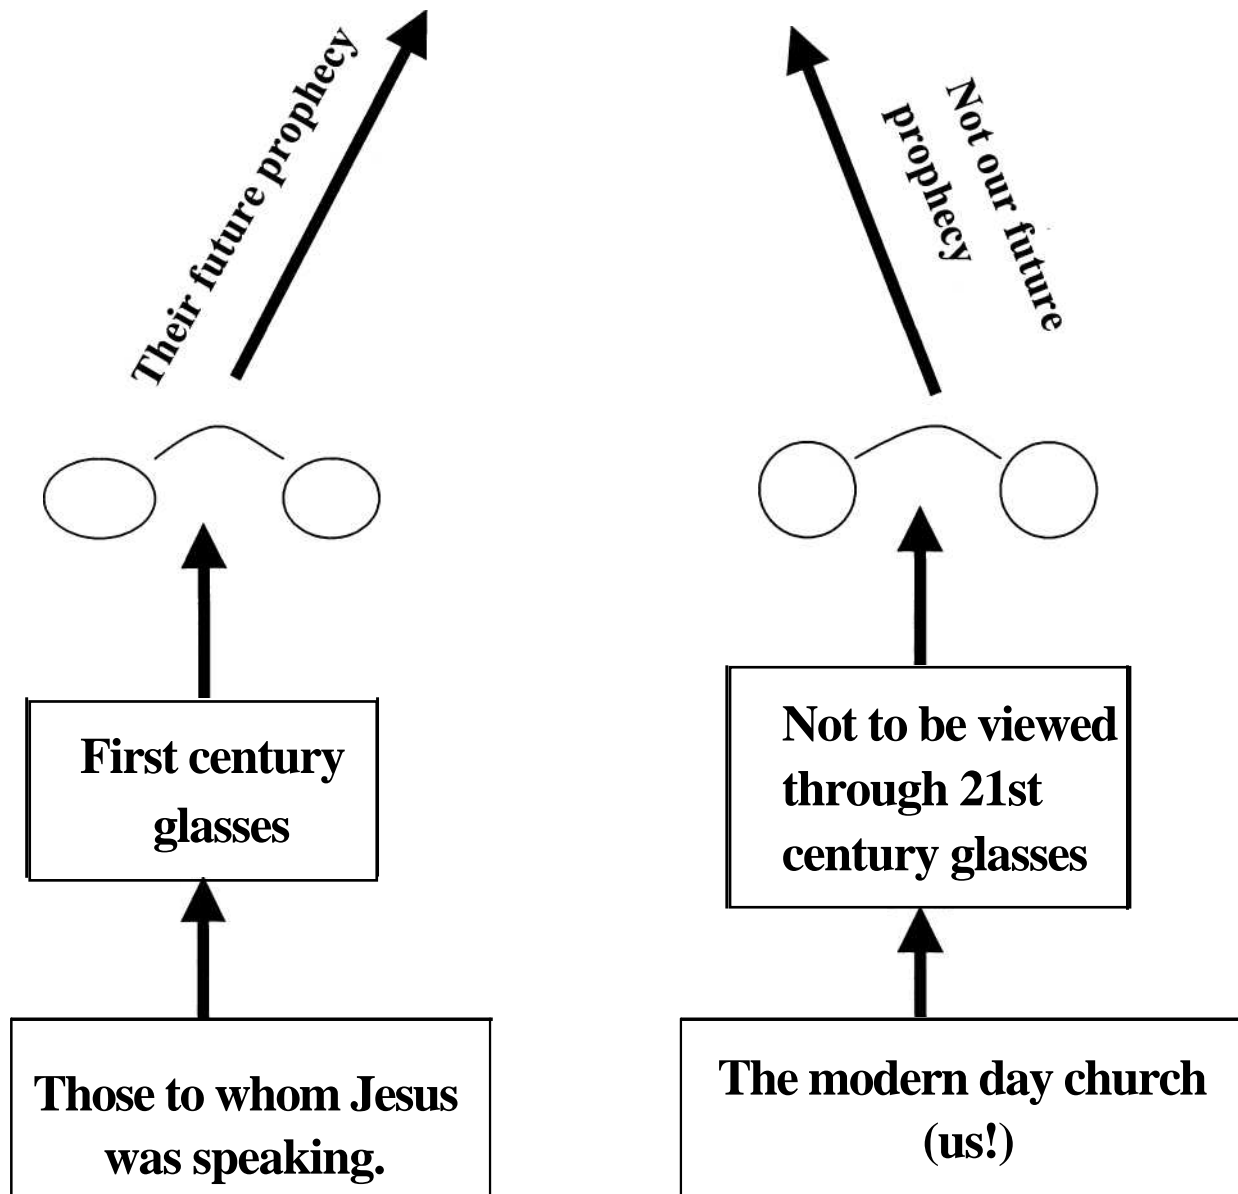 Their future prophecy
Not our future
prophecy
First century
glasses
Not to be viewed
through 21st
century glasses
Those to whom Jesus
was speaking.
The modern day church
(us!)